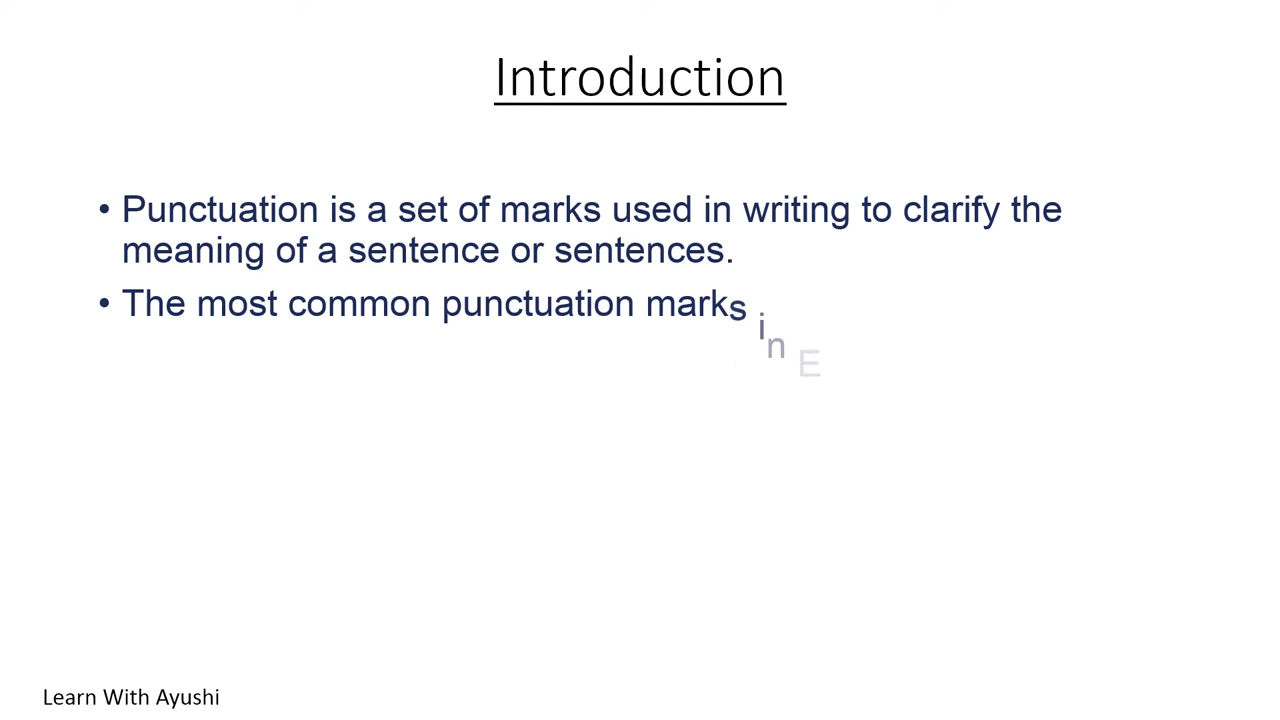 Introduction
• Punctuation is a set of marks used in writing to clarify the
meaning of a sentence or sentences.
• The most common punctuation marks in E
Learn With Ayushi